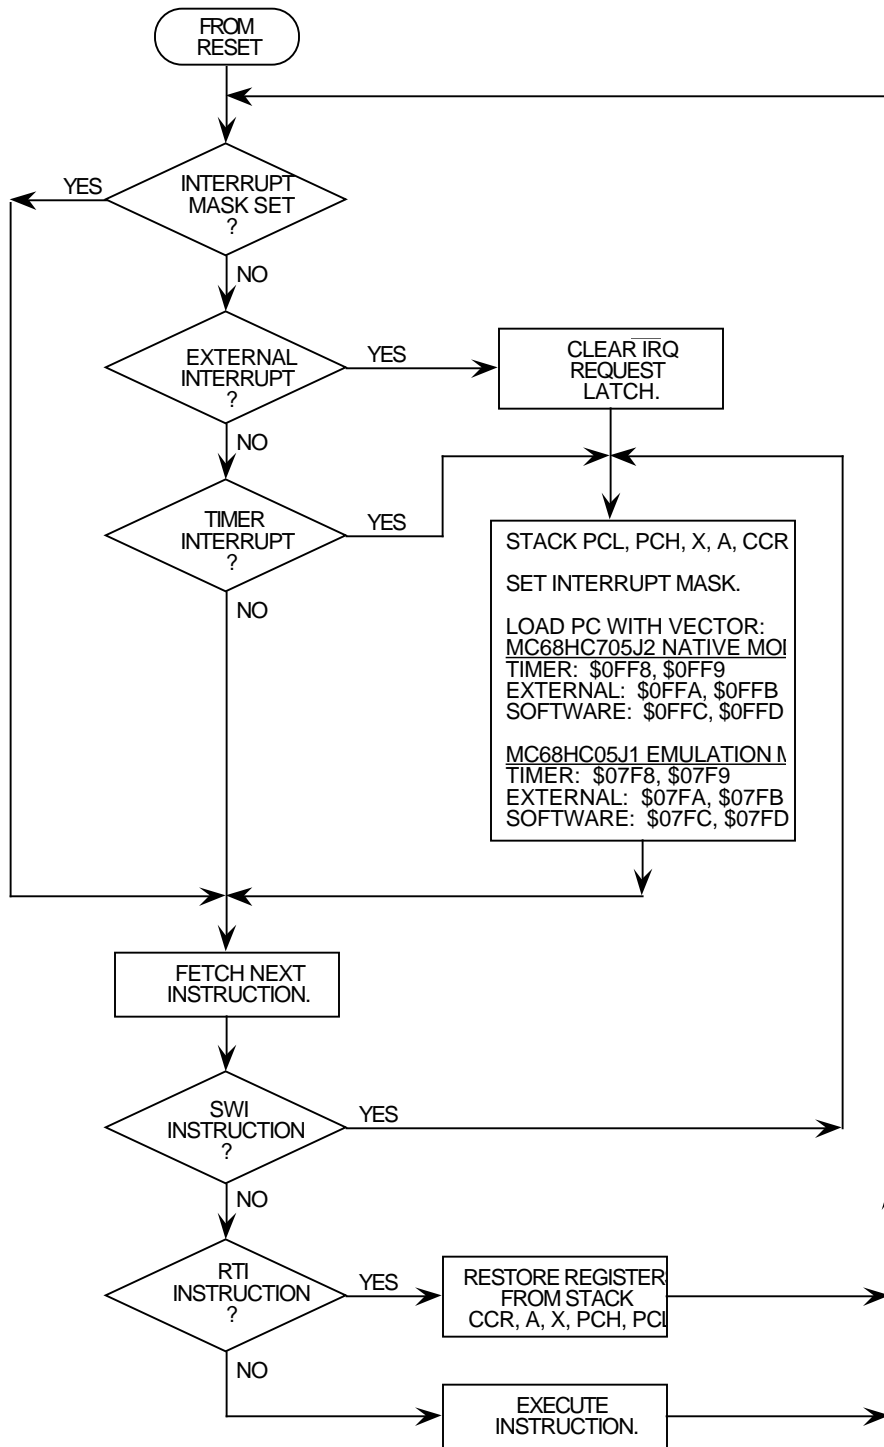 FROM
RESET
YES
INTERRUPT
MASK SET
?
NO
EXTERNAL
INTERRUPT
?
YES
CLEAR IRQ
REQUEST
LATCH.
NO
TIMER
INTERRUPT
?
YES
STACK PCL, PCH, X, A, CCR
SET INTERRUPT MASK.
LOAD PC WITH VECTOR:
MC68HC705J2 NATIVE MO
TIMER: $0FF8, $0FF9
EXTERNAL: $0FFA, $0FFB
SOFTWARE: $0FFC, $0FFD
MC68HC05J1 EMULATION
TIMER: $07F8, $07F9
EXTERNAL: $07FA, $07FB
SOFTWARE: $07FC, $07FD
NO
FETCH NEXT
INSTRUCTION.
SWI
INSTRUCTION
?
YES
NO
RTI
INSTRUCTION
?
YES
RESTORE REGISTER
FROM STACK
CCR, A, X, PCH, PCL
NO
EXECUTE
INSTRUCTION.